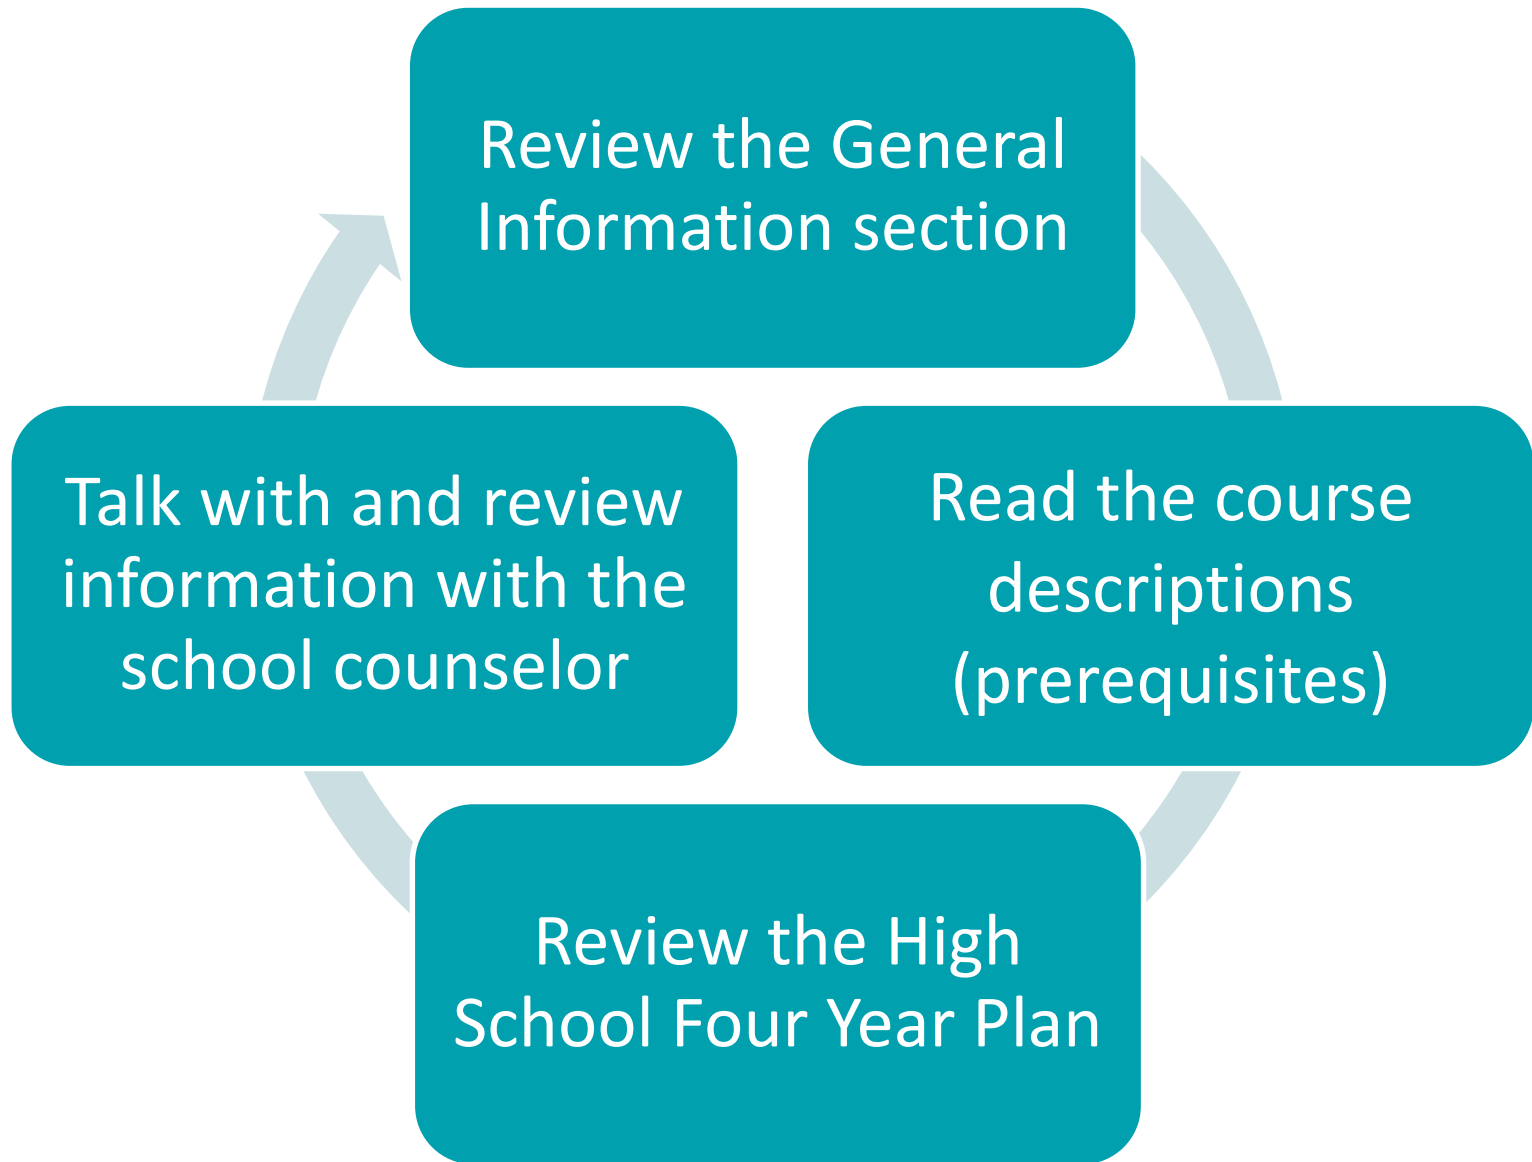 Review the General
Information section
Read the course
descriptions
(prerequisites)
Review the High
School Four Year Plan
Talk with and review
information with the
school counselor